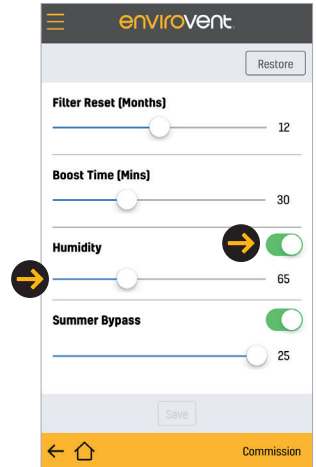 envirovent
Restore
Filter Reset (Months)
12
Boost Time (Mins)
30
Humidity
65
Summer Bypass
25
Save
Commission